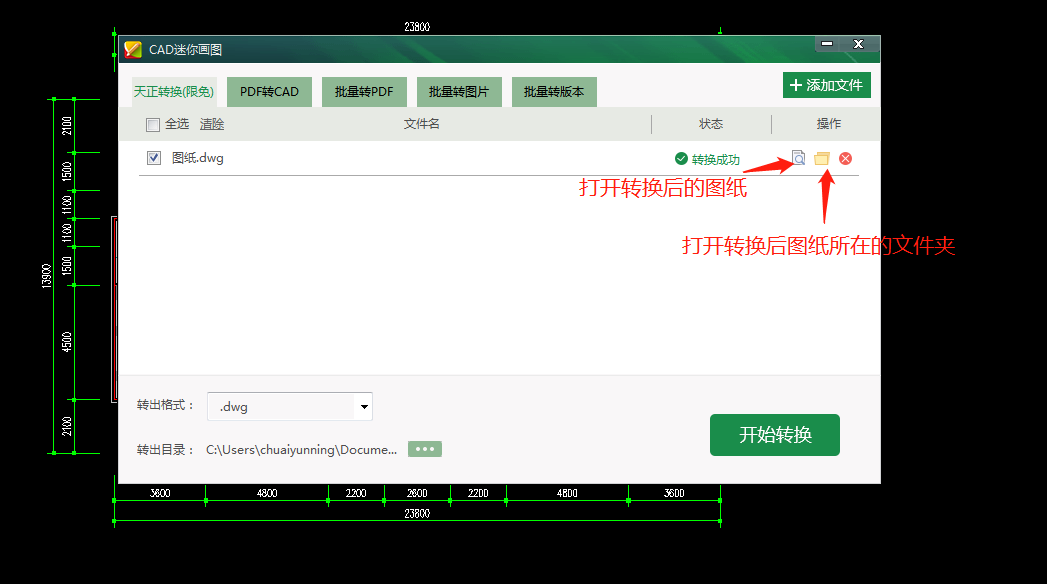 23800
CAD迷你画图
天正转换(限免)
PDF转CAD
批量转PDF
批量转图片
批量转版本
添加文件
全选
清除
文件名
状态
操作
图纸.dwg
转换成功
打开转换后的图纸
打开转换后图纸所在的文件夹
2100
1500
1100
1100
1500
4500
2100
13900
转出格式：
.dwg
转出目录：
C:\Users\chuaiyunning\Docume...
开始转换
3600
4800
2200
2600
2200
4800
3600
23800